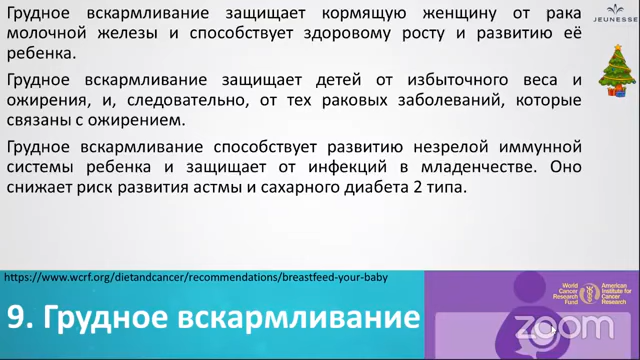 Грудное вскармливание защищает кормящую женщину от рака
молочной железы и способствует здоровому росту и развитию её
ребенка.
Грудное вскармливание защищает детей от избыточного веса и
ожирения, и, следовательно, от тех раковых заболеваний, которые
связаны с ожирением.
Грудное вскармливание способствует развитию незрелой иммунной
системы ребенка и защищает от инфекций в младенчестве. Оно
снижает риск развития астмы и сахарного диабета 2 типа.
JEUNESSE
https://www.wcrf.org/dietandcancer/recommendations/breastfeed-your-baby
9. Грудное вскармливание
World
Cancer
Research
Fund
American
Institute for
Cancer
Research
zoom